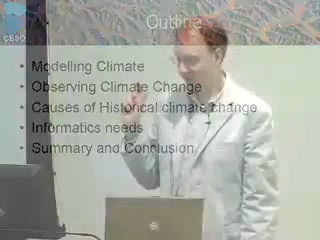 Outline
• Modelling Climate
• Observing Climate Change
• Causes of Historical climate change
• Informatics needs
• Summary and Conclusion